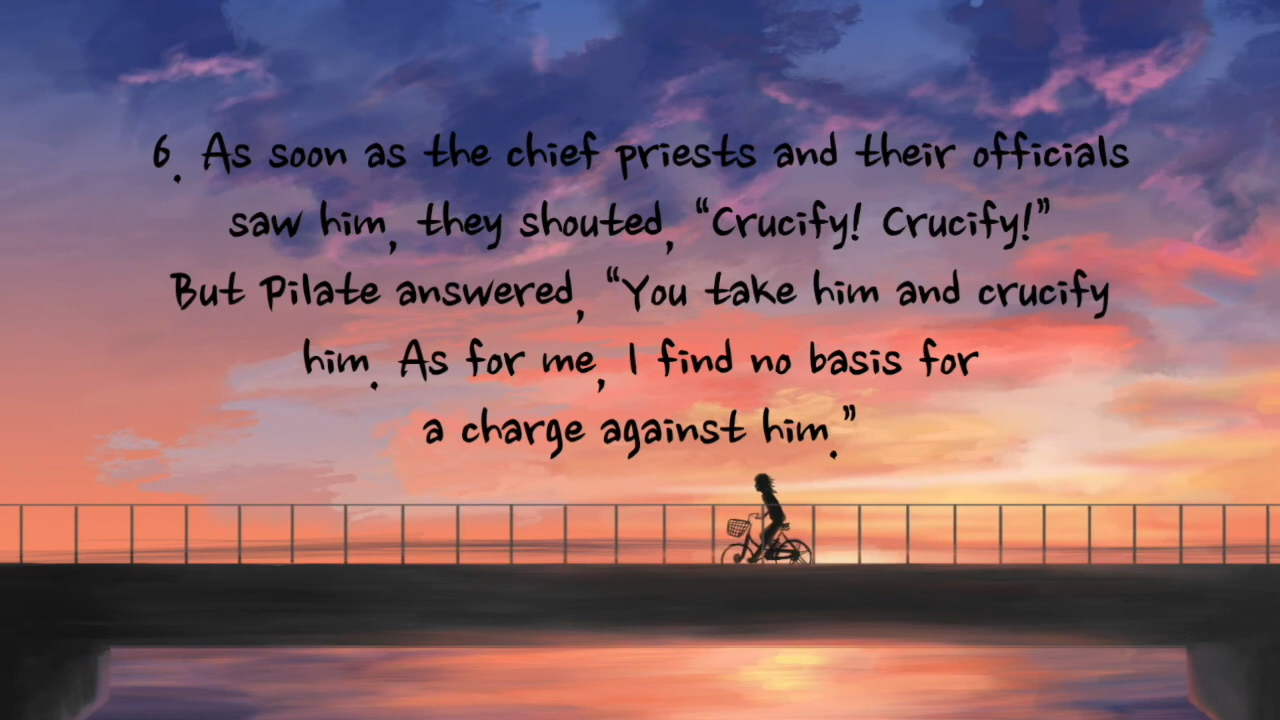 6. As soon as the chief priests and their officials
saw him, they shouted, “Crucify! Crucify!”
But Pilate answered, “You take him and crucify
him. As for me, I find no basis for
a charge against him.”